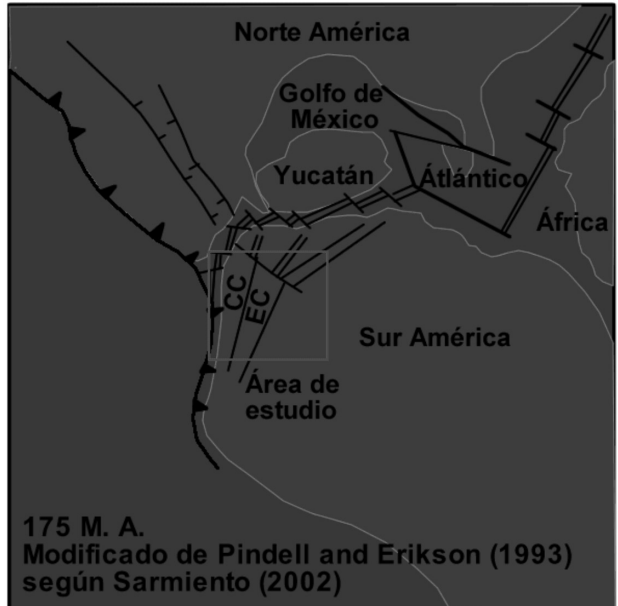 Norte América
Golfo de
México
Yucatán
Átlántico
África
CC
EC
Sur América
Área de
estudio
175 M. A.
Modificado de Pindell and Erikson (1993)
según Sarmiento (2002)